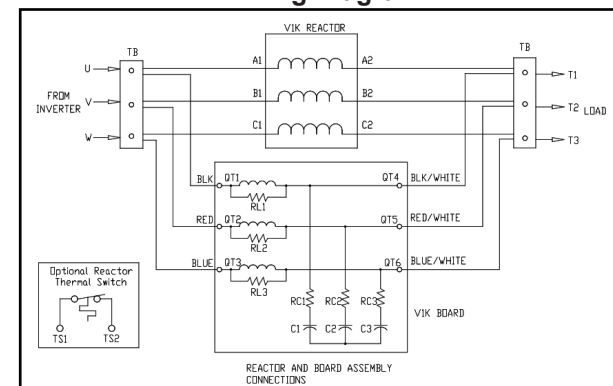 V1K REACTOR
TB
TB
U
A1
A2
T1
FROM
INVERTER
V
B1
B2
T2 LOAD
W
C1
C2
T3
BLK
QT1
QT4
BLK/WHITE
RL1
RED
QT2
QT5
RED/WHITE
RL2
BLUE
QT3
QT6
BLUE/WHITE
RL3
Optional Reactor
Thermal Switch
TS1
TS2
RC1
RC2
RC3
C1
C2
C3
V1K BOARD
REACTOR AND BOARD ASSEMBLY
CONNECTIONS